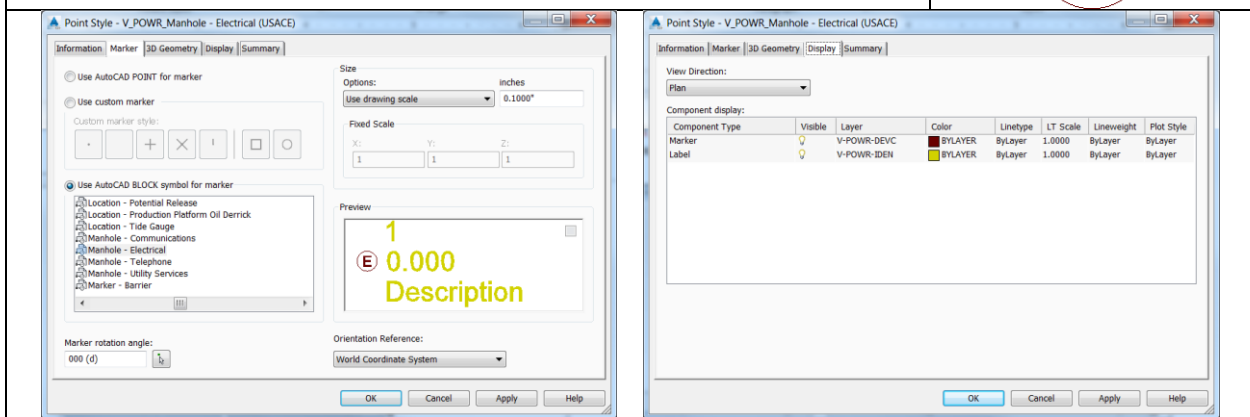 Point Style - V_POWR_Manhole - Electrical (USACE)
Information Marker 3D Geometry Display Summary
Use AutoCAD POINT for marker
Use custom marker
Custom marker style:
Use AutoCAD BLOCK symbol for marker
Location - Potential Release
Location - Production Platform Oil Derrick
Location - Tide Gauge
Manhole - Communications
Manhole - Electrical
Manhole - Telephone
Manhole - Utility Services
Marker - Barrier
Marker rotation angle:
000 (d)
Size
Options: inches
Use drawing scale 0.1000"
Fixed Scale
X: Y: Z:
1 1 1
Preview
1
E 0.000
Description
Orientation Reference:
World Coordinate System
OK Cancel Apply Help
Point Style - V_POWR_Manhole - Electrical (USACE)
Information Marker 3D Geometry Display Summary
View Direction:
Plan
Component display:
Component Type Visible Layer Color Linetype LT Scale Lineweight Plot Style
Marker V-POWR-DEVC BYLAYER ByLayer 1.0000 ByLayer ByLayer
Label V-POWR-IDEN BYLAYER ByLayer 1.0000 ByLayer ByLayer
OK Cancel Apply Help